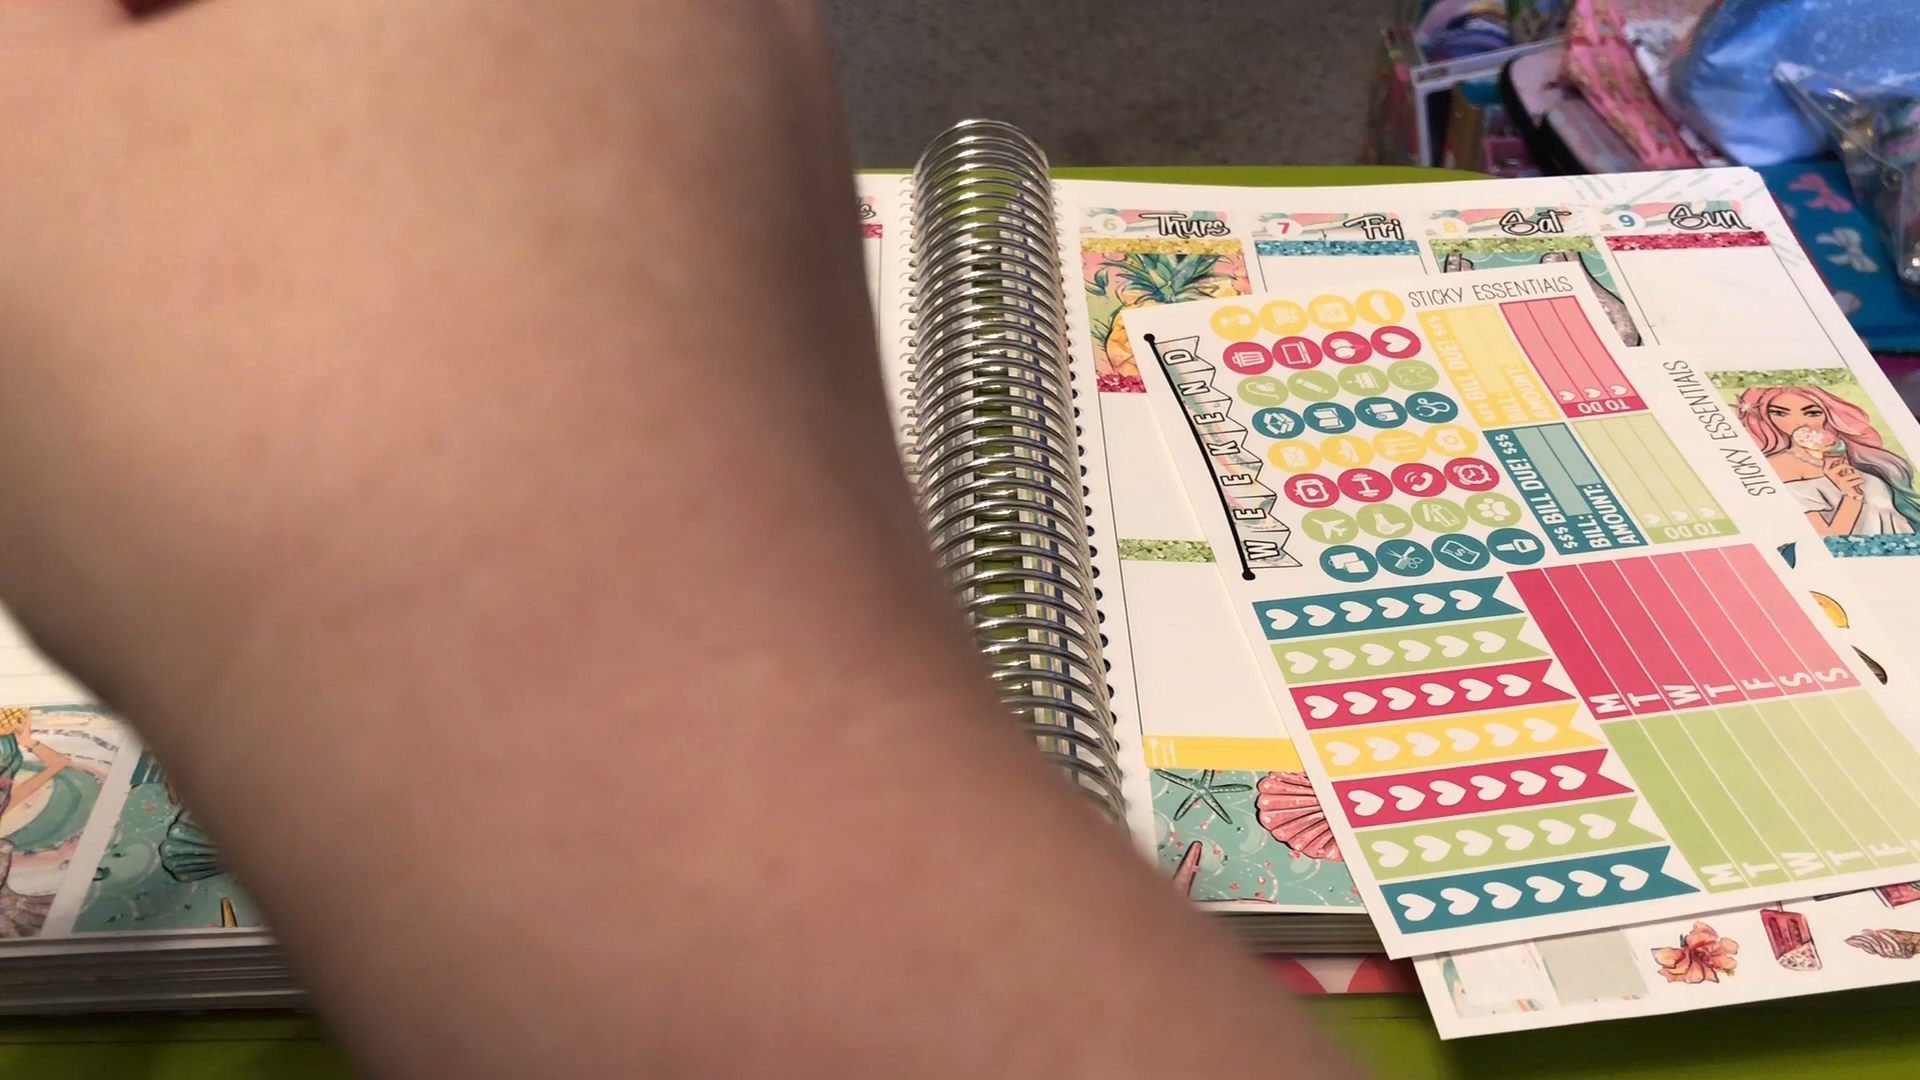 6 Thurs
7 Fri
8 Sat
9 Sun
STICKY ESSENTIALS
WEEKEND
$$ BILL DUE! $$
BILL:
AMOUNT:
TO DO
$$$ BILL DUE! $$$
BILL:
AMOUNT:
TO DO
STICKY ESSENTIALS
M T W T F S S
M T W T F